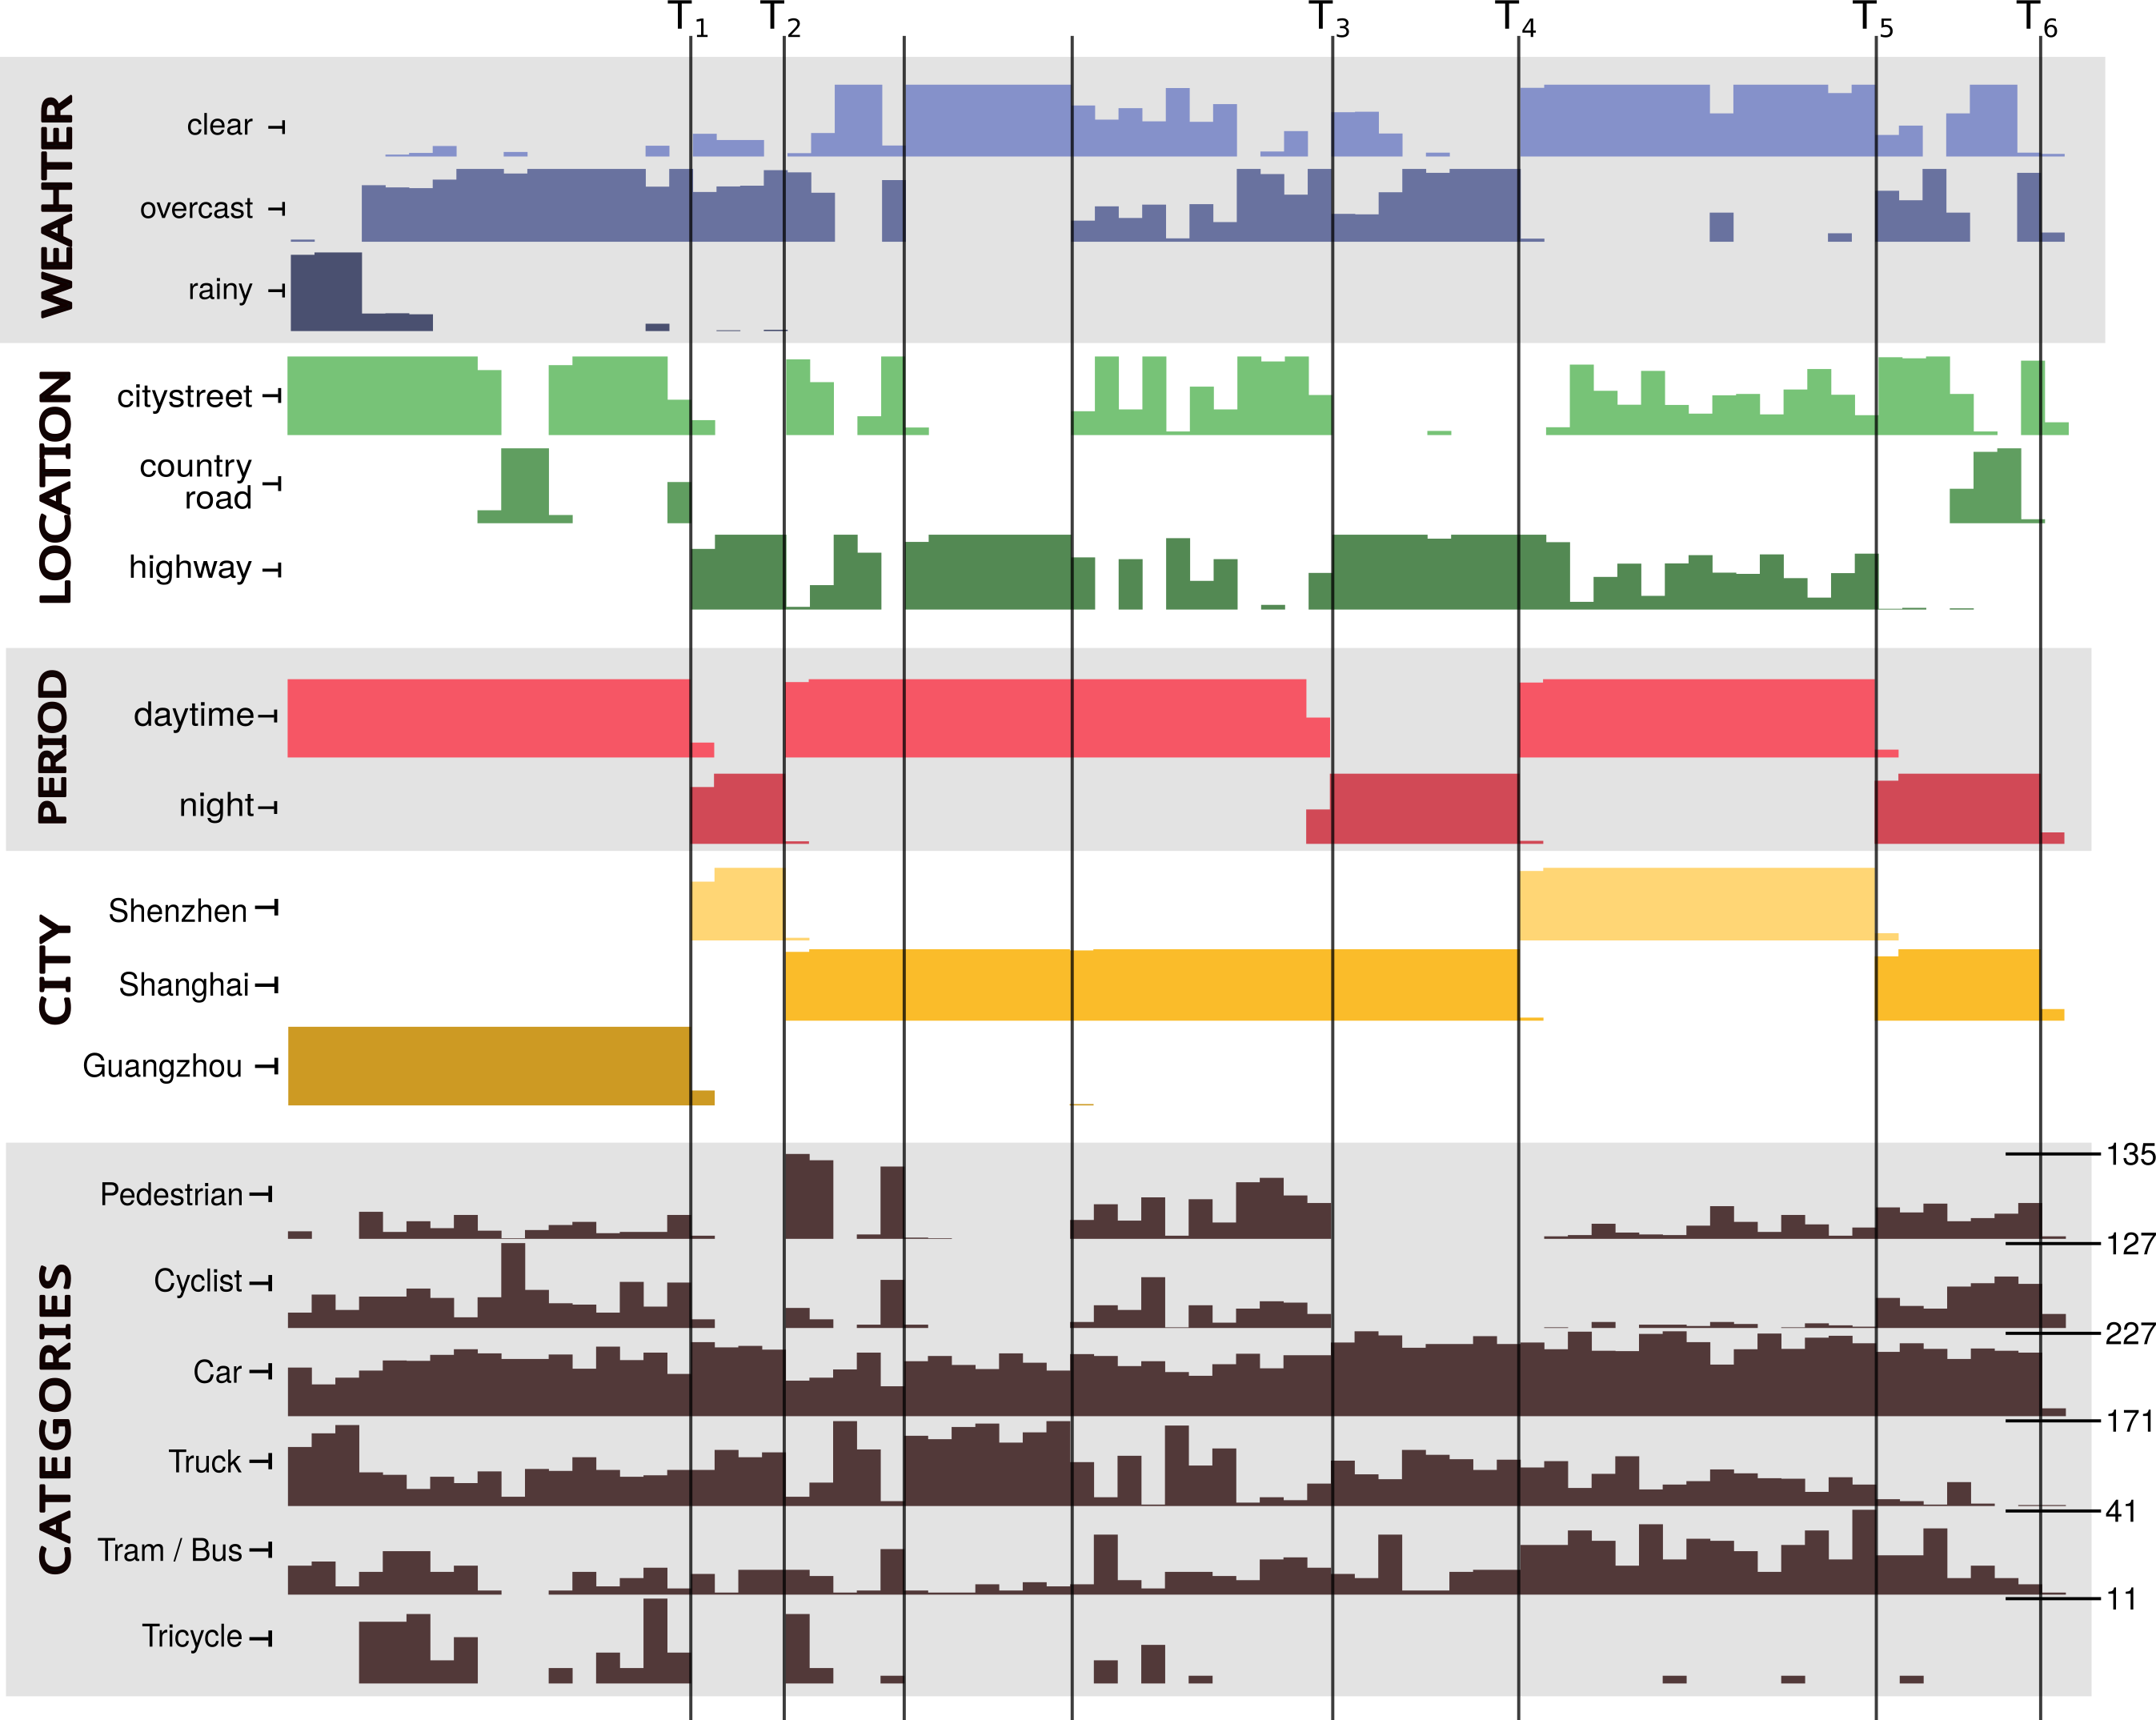 T1 T2 T3 T4 T5 T6
WEAHTER
clear
overcast
rainy
LOCATION
citystreet
country
road
highway
PERIOD
daytime
night
CITY
Shenzhen
Shanghai
Guangzhou
CATEGORIES
Pedestrian
135
Cyclist
127
Car
227
Truck
171
Tram / Bus
41
Tricycle
11